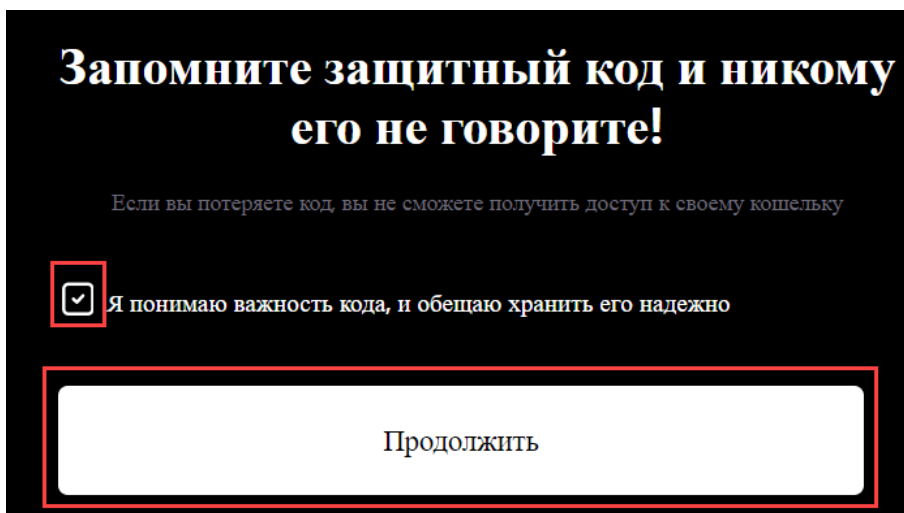 Запомните защитный код и никому
его не говорите!
Если вы потеряете код, вы не сможете получить доступ к своему кошельку
Я понимаю важность кода, и обещаю хранить его надежно
Продолжить